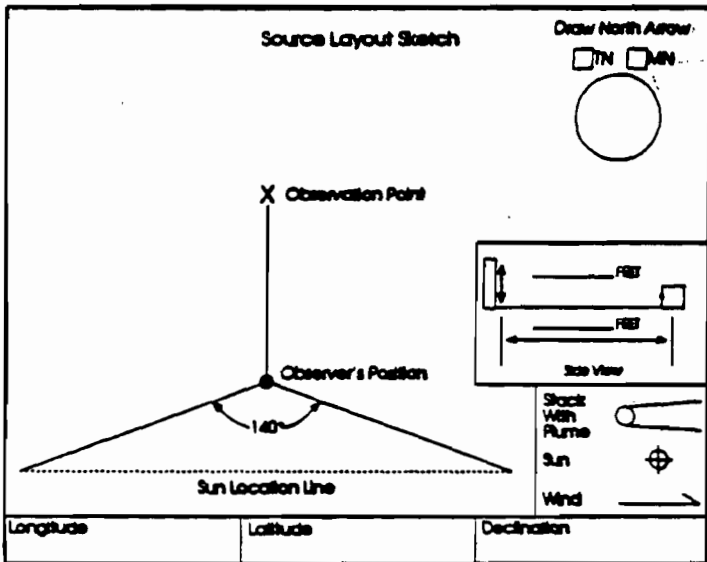 Source Layout Sketch
Draw North Arrow
TN MN
X Observation Point
FEET
FEET
Side View
Observer's Position
140°
Sun Location Line
Stack
With
Plume
Sun
Wind
Longitude
Latitude
Declination